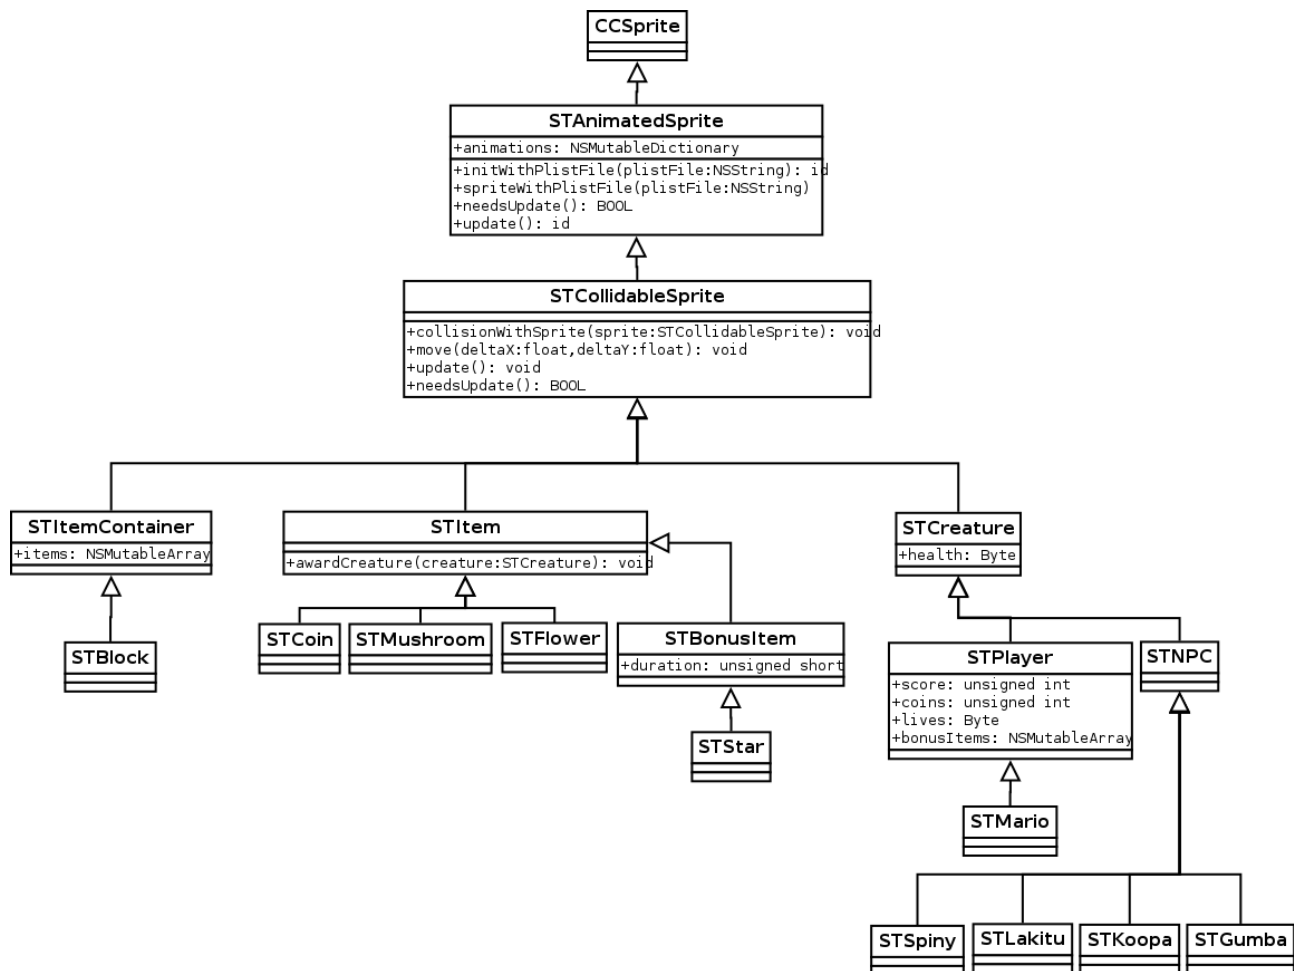 CCSprite
STAnimatedSprite
+animations: NSMutableDictionary
+initWithPlistFile(plistFile:NSString): id
+spriteWithPlistFile(plistFile:NSString)
+needsUpdate(): BOOL
+update(): id
STCollidableSprite
+collisionWithSprite(sprite:STCollidableSprite): void
+move(deltaX:float,deltaY:float): void
+update(): void
+needsUpdate(): BOOL
STItemContainer
+items: NSMutableArray
STItem
+awardCreature(creature:STCreature): void
STCreature
+health: Byte
STBlock
STCoin
STMushroom
STFlower
STBonusItem
+duration: unsigned short
STStar
STPlayer
+score: unsigned int
+coins: unsigned int
+lives: Byte
+bonusItems: NSMutableArray
STNPC
STMario
STSpiny
STLakitu
STKoopa
STGumba